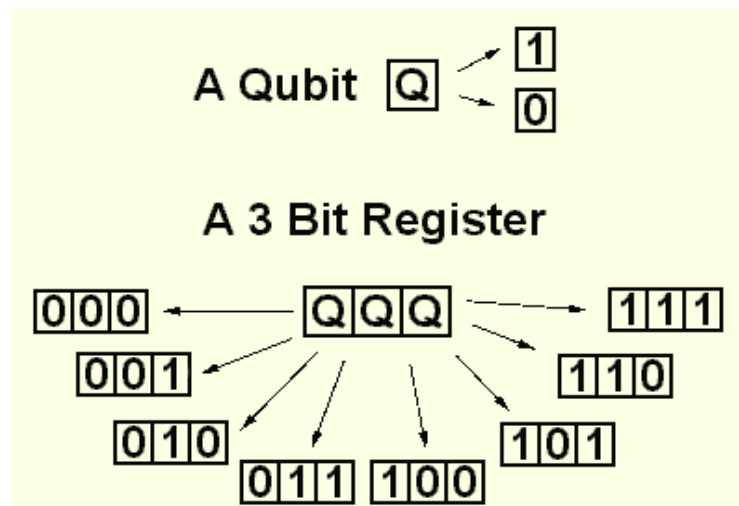 A Qubit Q 1
0
A 3 Bit Register
000 QQQ 111
001 110
010 101
011 100